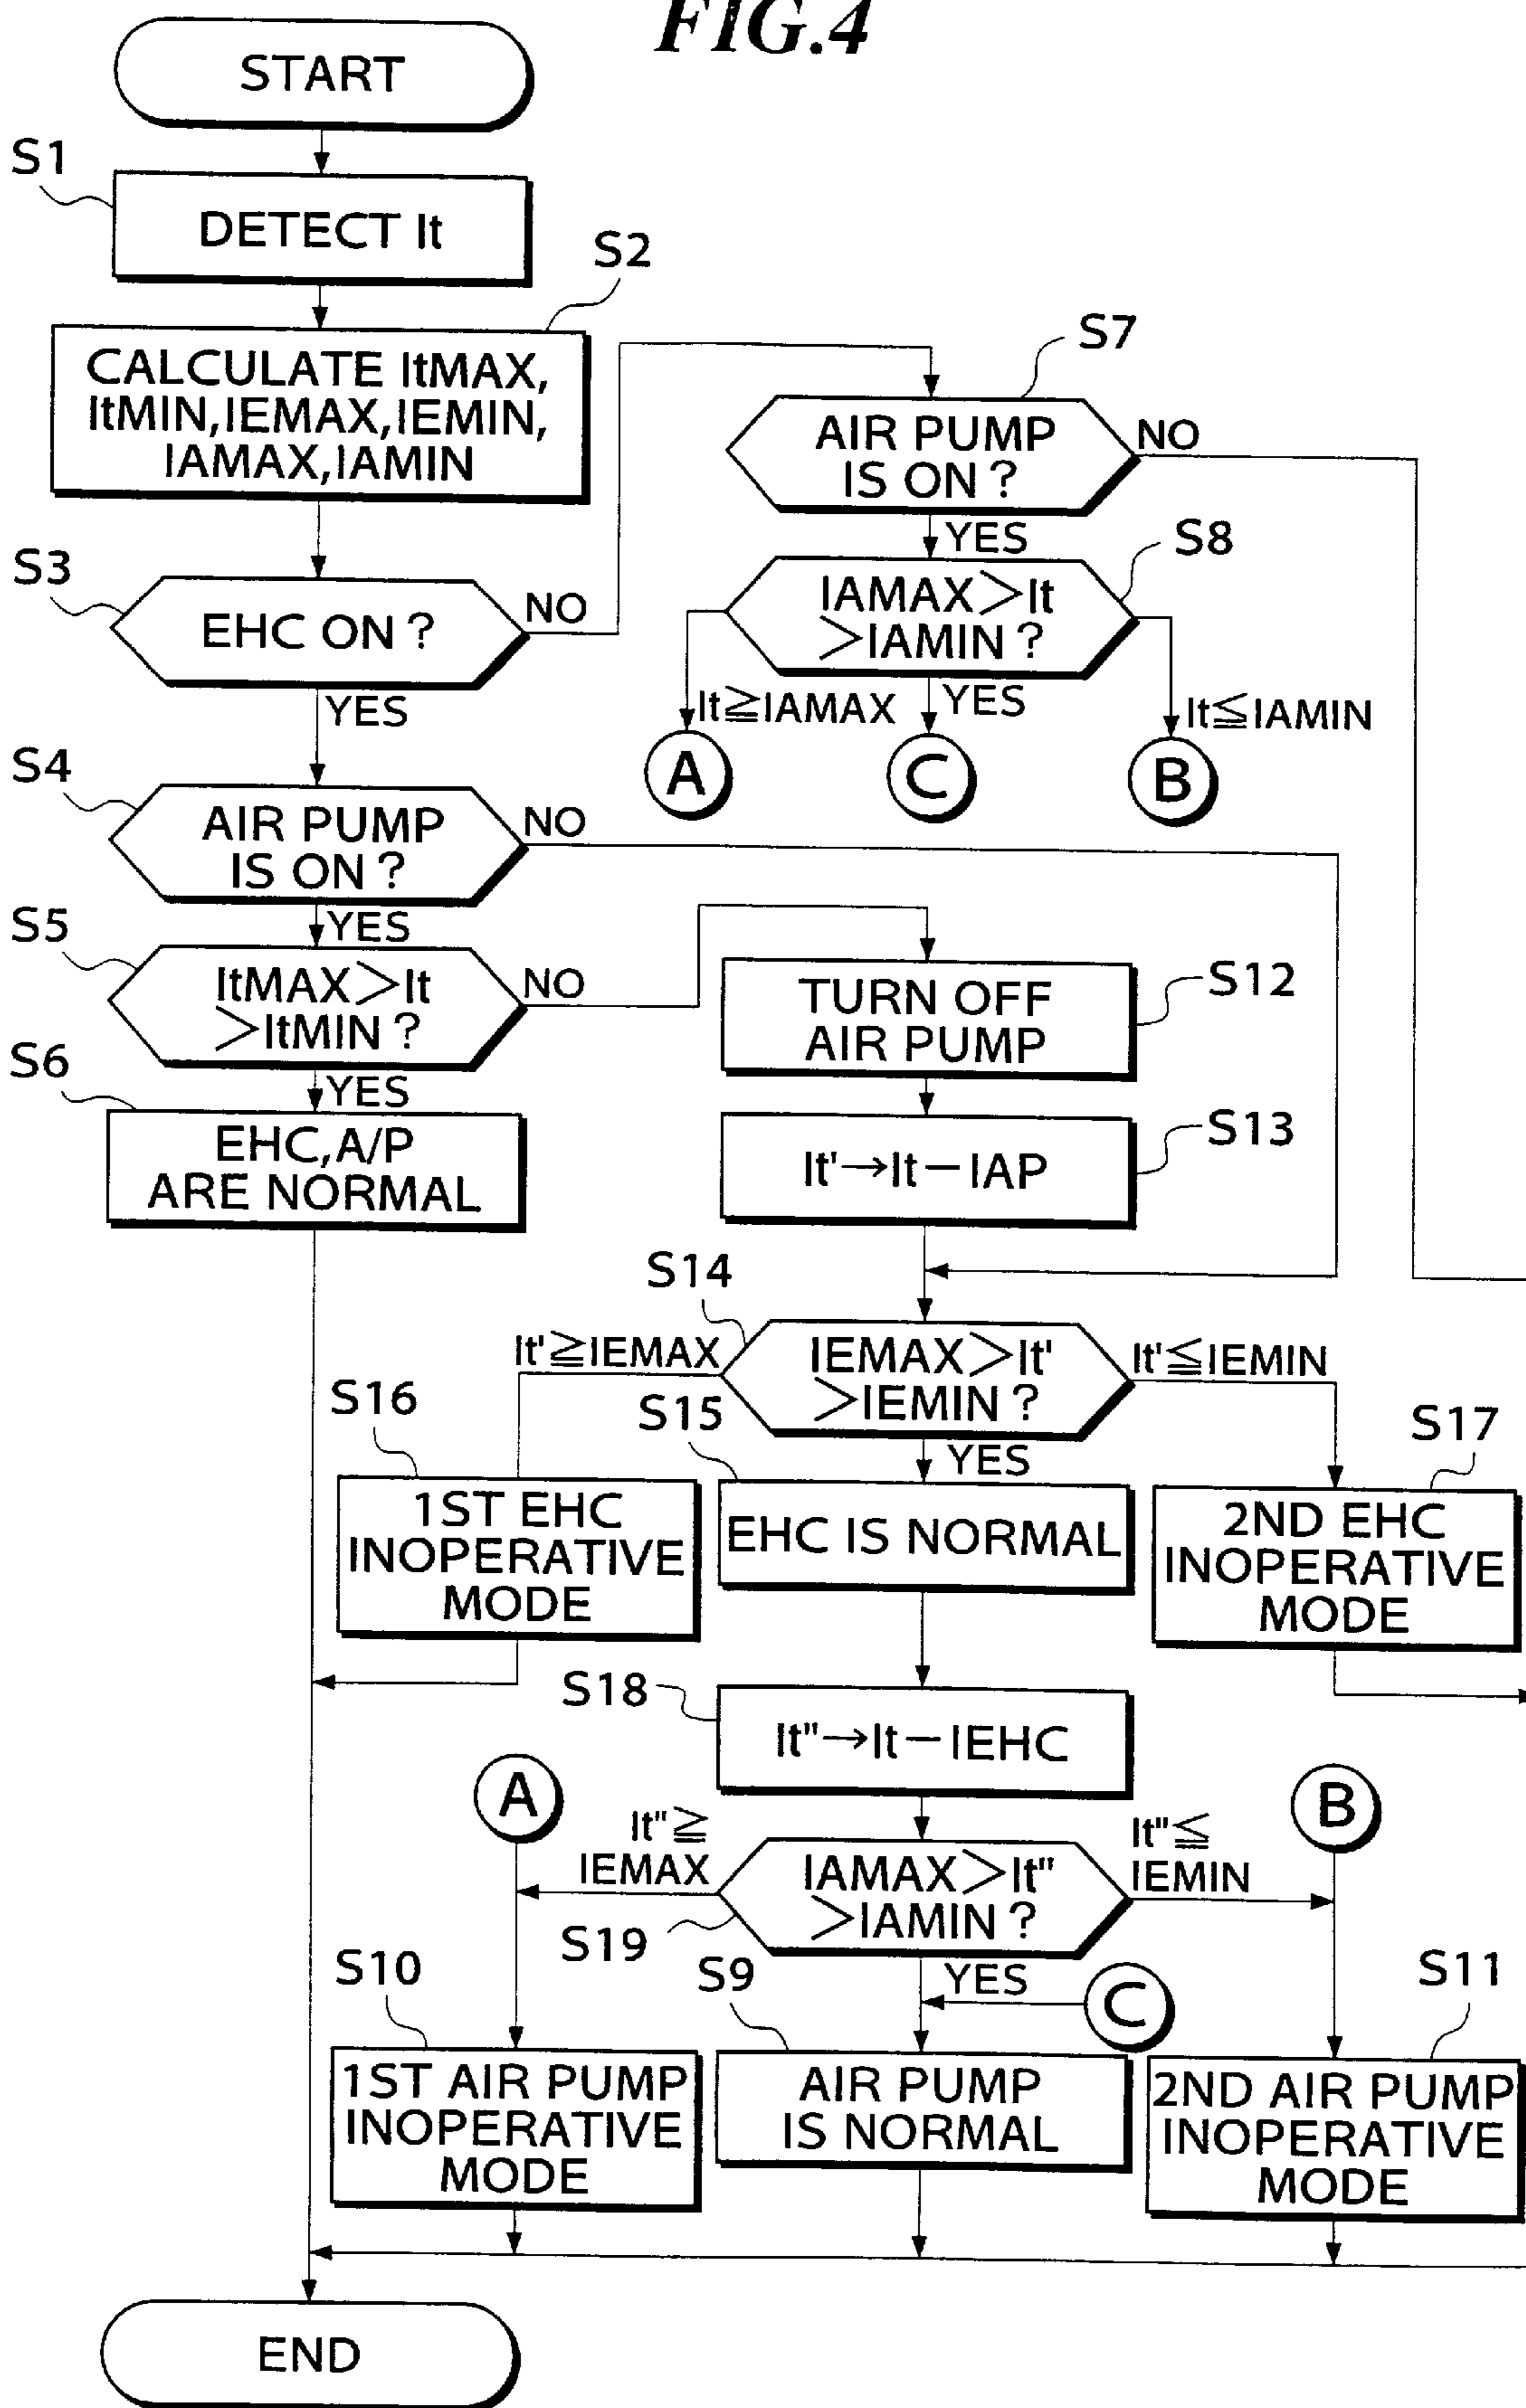 FIG.4
START
S1
DETECT It
S2
CALCULATE ItMAX,
ItMIN,IEMAX,IEMIN,
IAMAX,IAMIN
S3
EHC ON ?
NO
YES
S7
AIR PUMP
IS ON ?
NO
YES
S8
IAMAX>It
>IAMIN ?
It≧IAMAX
YES
It≦IAMIN
A
C
B
S4
AIR PUMP
IS ON ?
NO
YES
S5
ItMAX>It
>ItMIN ?
NO
YES
S6
EHC,A/P
ARE NORMAL
S12
TURN OFF
AIR PUMP
S13
It'→It－IAP
S14
It'≧IEMAX
IEMAX>It'
>IEMIN ?
It'≦IEMIN
YES
S16
1ST EHC
INOPERATIVE
MODE
S15
EHC IS NORMAL
S17
2ND EHC
INOPERATIVE
MODE
S18
It"→It－IEHC
A
B
It"≧
IEMAX
IAMAX>It"
>IAMIN ?
It"≦
IEMIN
S19
YES
C
S10
1ST AIR PUMP
INOPERATIVE
MODE
S9
AIR PUMP
IS NORMAL
S11
2ND AIR PUMP
INOPERATIVE
MODE
END